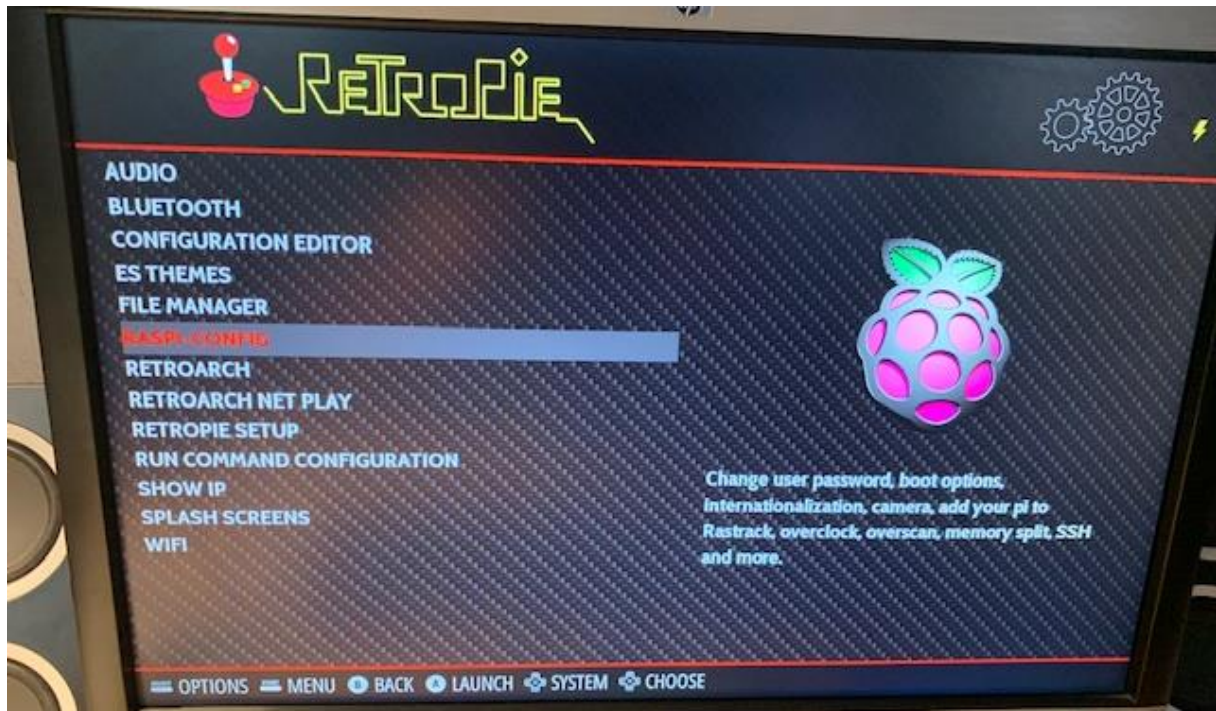 RETROPIE
AUDIO
BLUETOOTH
CONFIGURATION EDITOR
ES THEMES
FILE MANAGER
RASPI-CONFIG
RETROARCH
RETROARCH NET PLAY
RETROPIE SETUP
RUN COMMAND CONFIGURATION
SHOW IP
SPLASH SCREENS
WIFI
Change user password, boot options,
internationalization, camera, add your pi to
Rastrack, overclock, overscan, memory split, SSH
and more.
OPTIONS MENU B BACK A LAUNCH SYSTEM CHOOSE